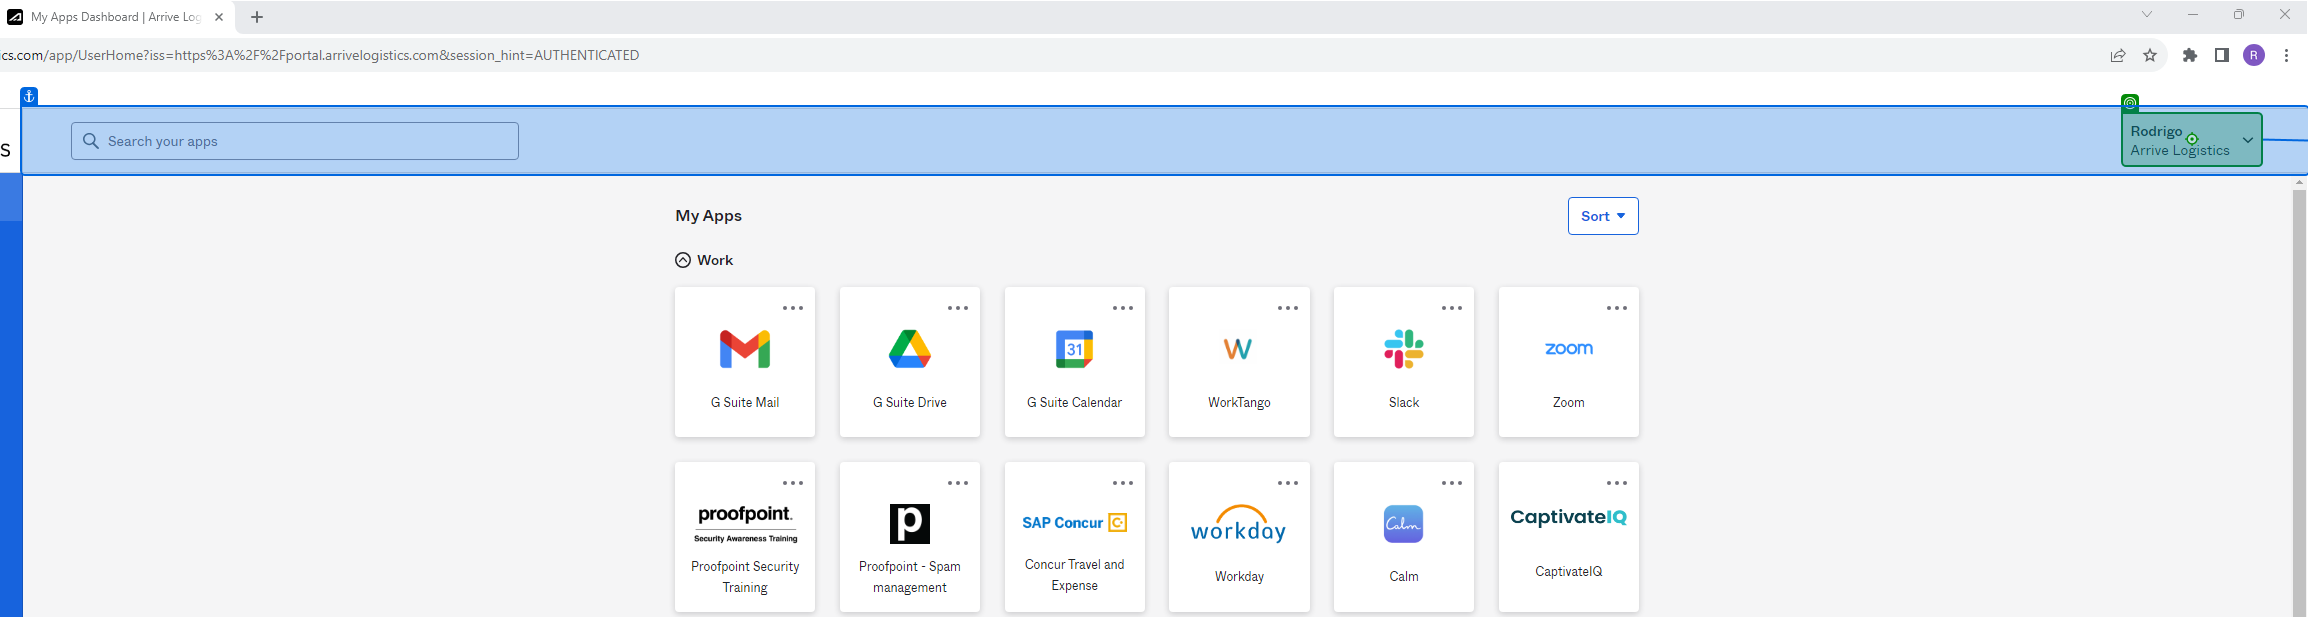 My Apps Dashboard | Arrive Log
ics.com/app/UserHome?iss=https%3A%2F%2Fportal.arrivelogistics.com&session_hint=AUTHENTICATED
R
s
Search your apps
Rodrigo
Arrive Logistics
My Apps
Sort
Work
31
W
zoom
G Suite Mail
G Suite Drive
G Suite Calendar
WorkTango
Slack
Zoom
proofpoint.
Security Awareness Training
p
SAP Concur C
workday
Calm
CaptivateIQ
Proofpoint Security
Training
Proofpoint - Spam
management
Concur Travel and
Expense
Workday
Calm
CaptivateIQ